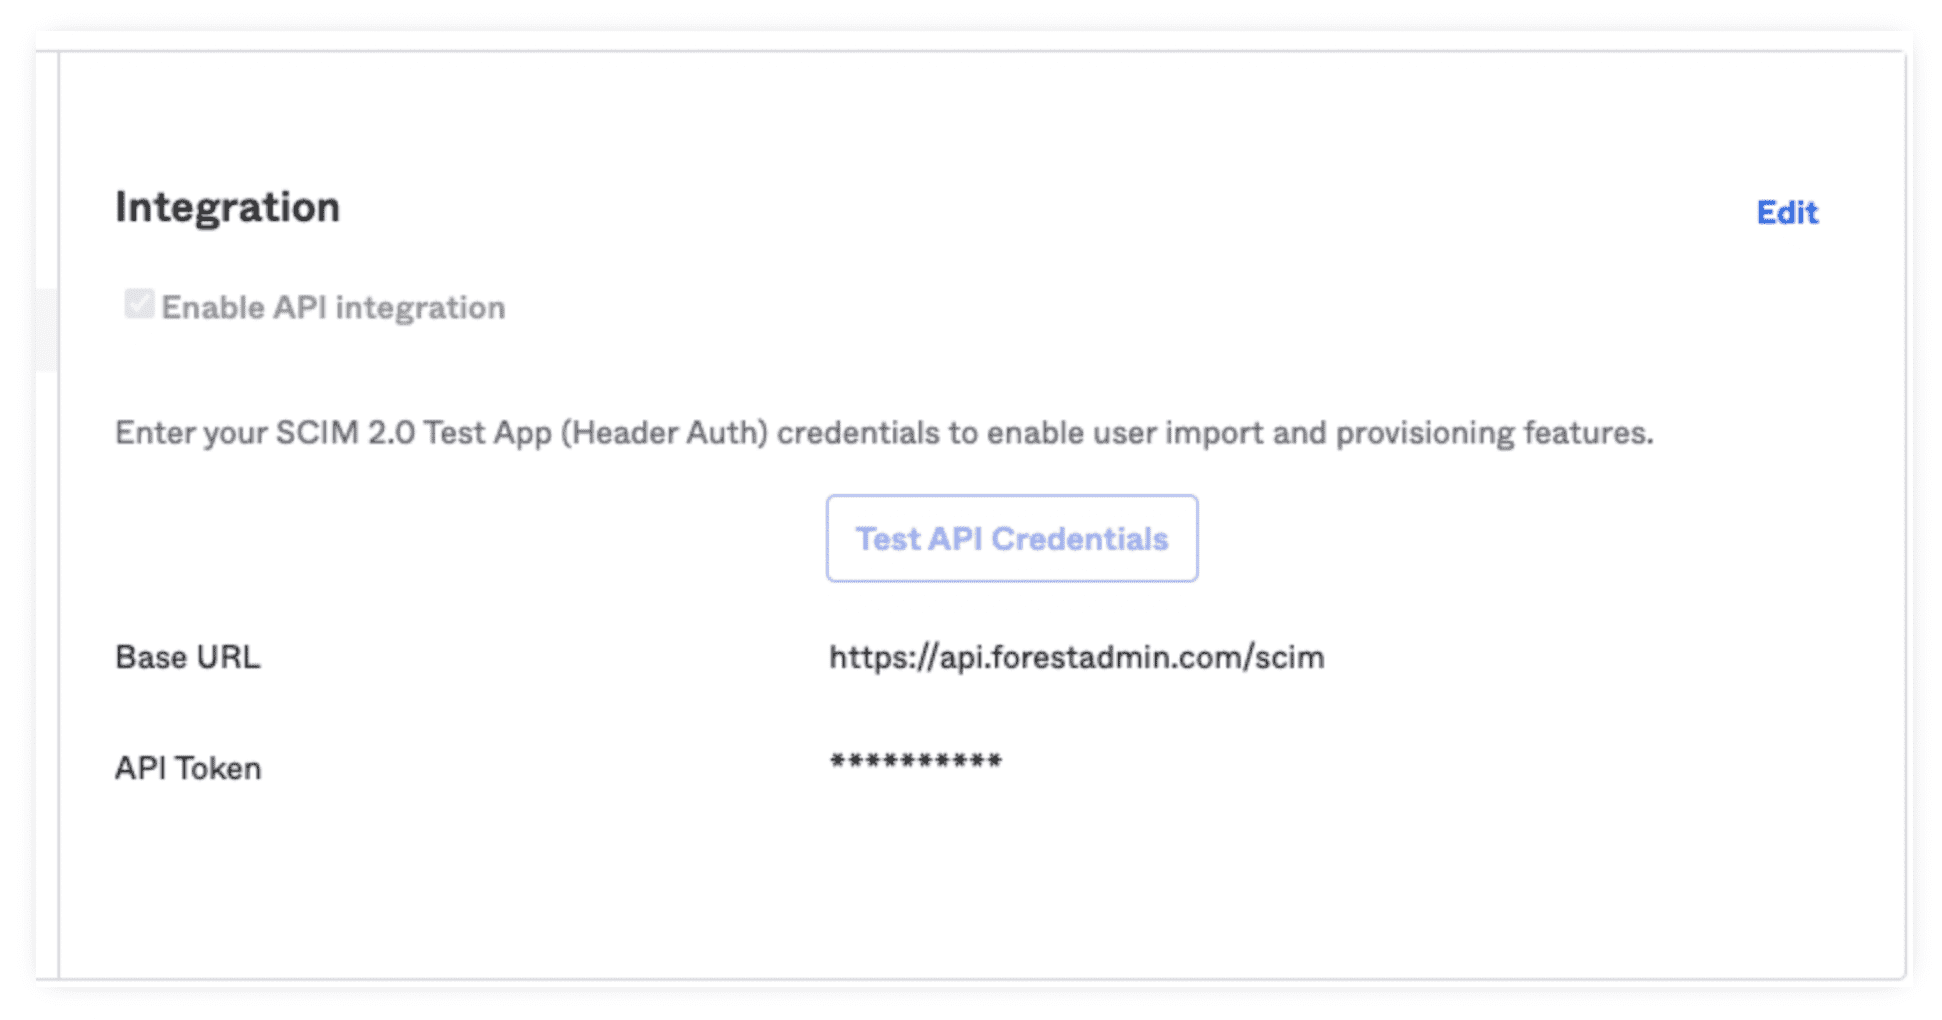 Integration
Edit
Enable API integration
Enter your SCIM 2.0 Test App (Header Auth) credentials to enable user import and provisioning features.
Test API Credentials
Base URL
https://api.forestadmin.com/scim
API Token
**********